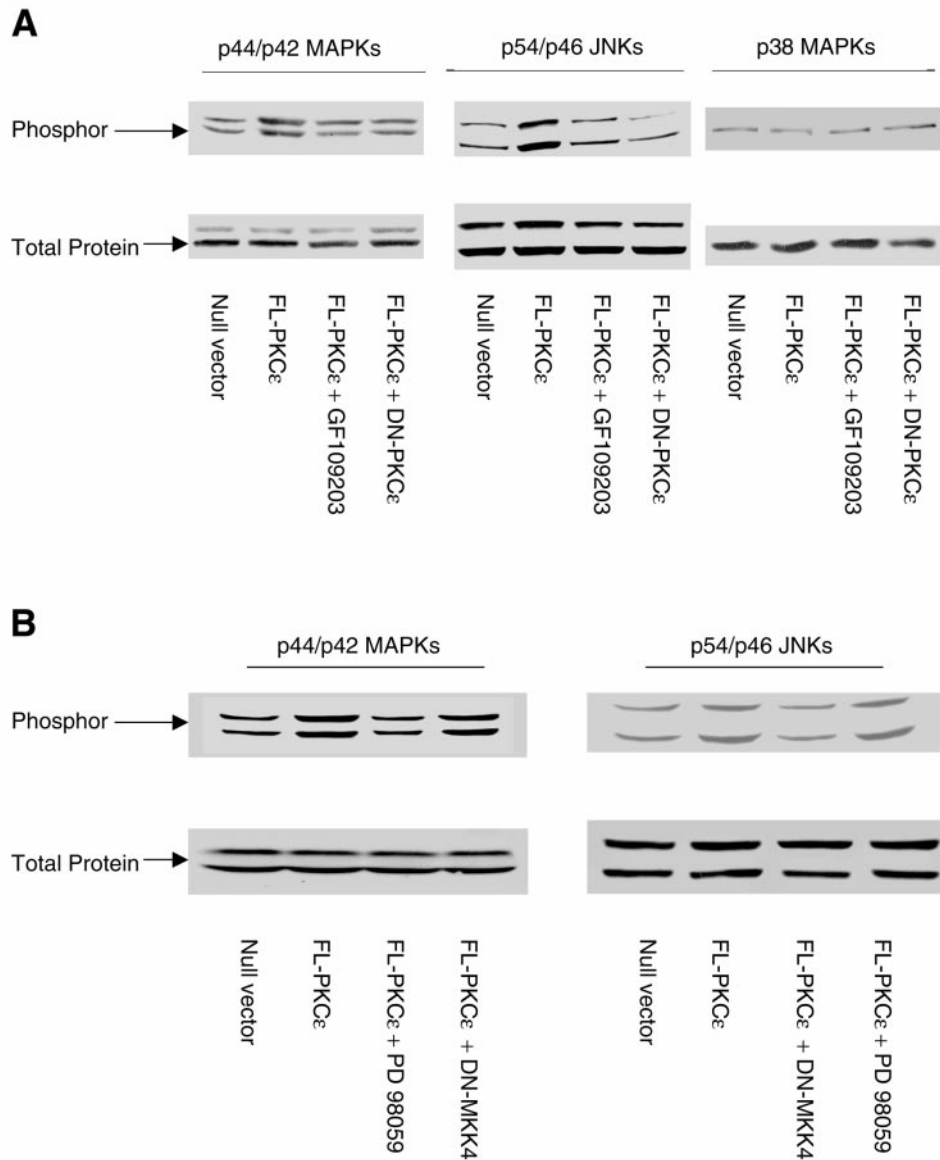 A
p44/p42 MAPKs
p54/p46 JNKs
p38 MAPKs
Phosphor
Total Protein
Null vector
FL-PKCε
FL-PKCε + GF109203
FL-PKCε + DN-PKCε
Null vector
FL-PKCε
FL-PKCε + GF109203
FL-PKCε + DN-PKCε
Null vector
FL-PKCε
FL-PKCε + GF109203
FL-PKCε + DN-PKCε
B
p44/p42 MAPKs
p54/p46 JNKs
Phosphor
Total Protein
Null vector
FL-PKCε
FL-PKCε + PD 98059
FL-PKCε + DN-MKK4
Null vector
FL-PKCε
FL-PKCε + DN-MKK4
FL-PKCε + PD 98059